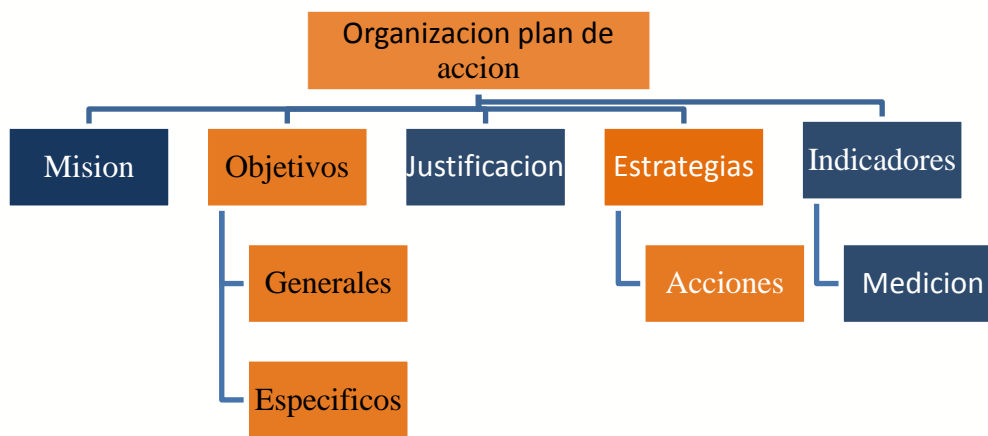 Organizacion plan de
accion
Mision
Objetivos
Justificacion
Estrategias
Indicadores
Generales
Acciones
Medicion
Especificos